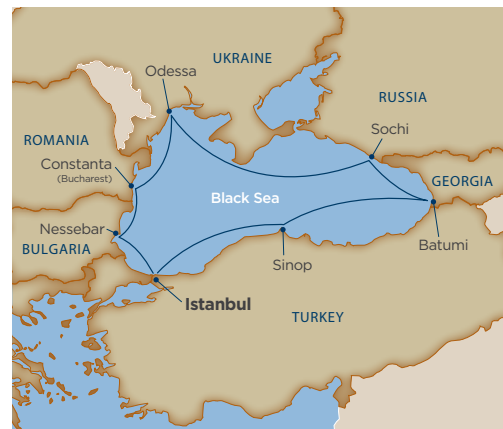 UKRAINE
Odessa
RUSSIA
ROMANIA
Sochi
Constanta
(Bucharest)
GEORGIA
Black Sea
Nessebar
BULGARIA
Batumi
Sinop
Istanbul
TURKEY